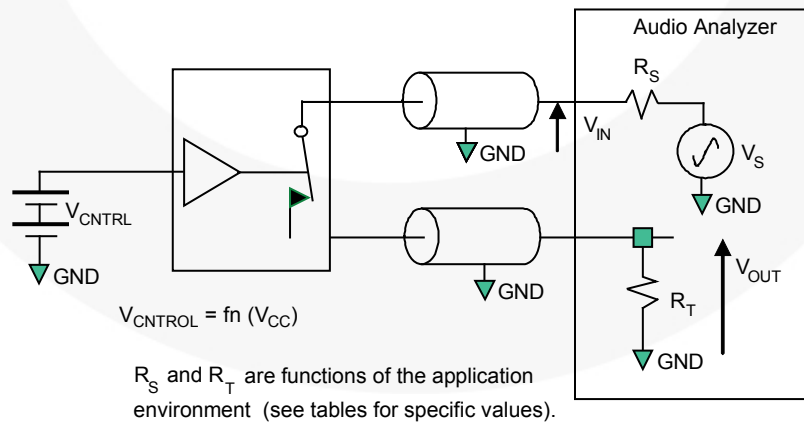 Audio Analyzer
R_S
GND
V_IN
V_S
GND
V_CNTRL
GND
GND
V_OUT
R_T
GND
V_CNTROL = fn (V_CC)
R_S and R_T are functions of the application
environment (see tables for specific values).